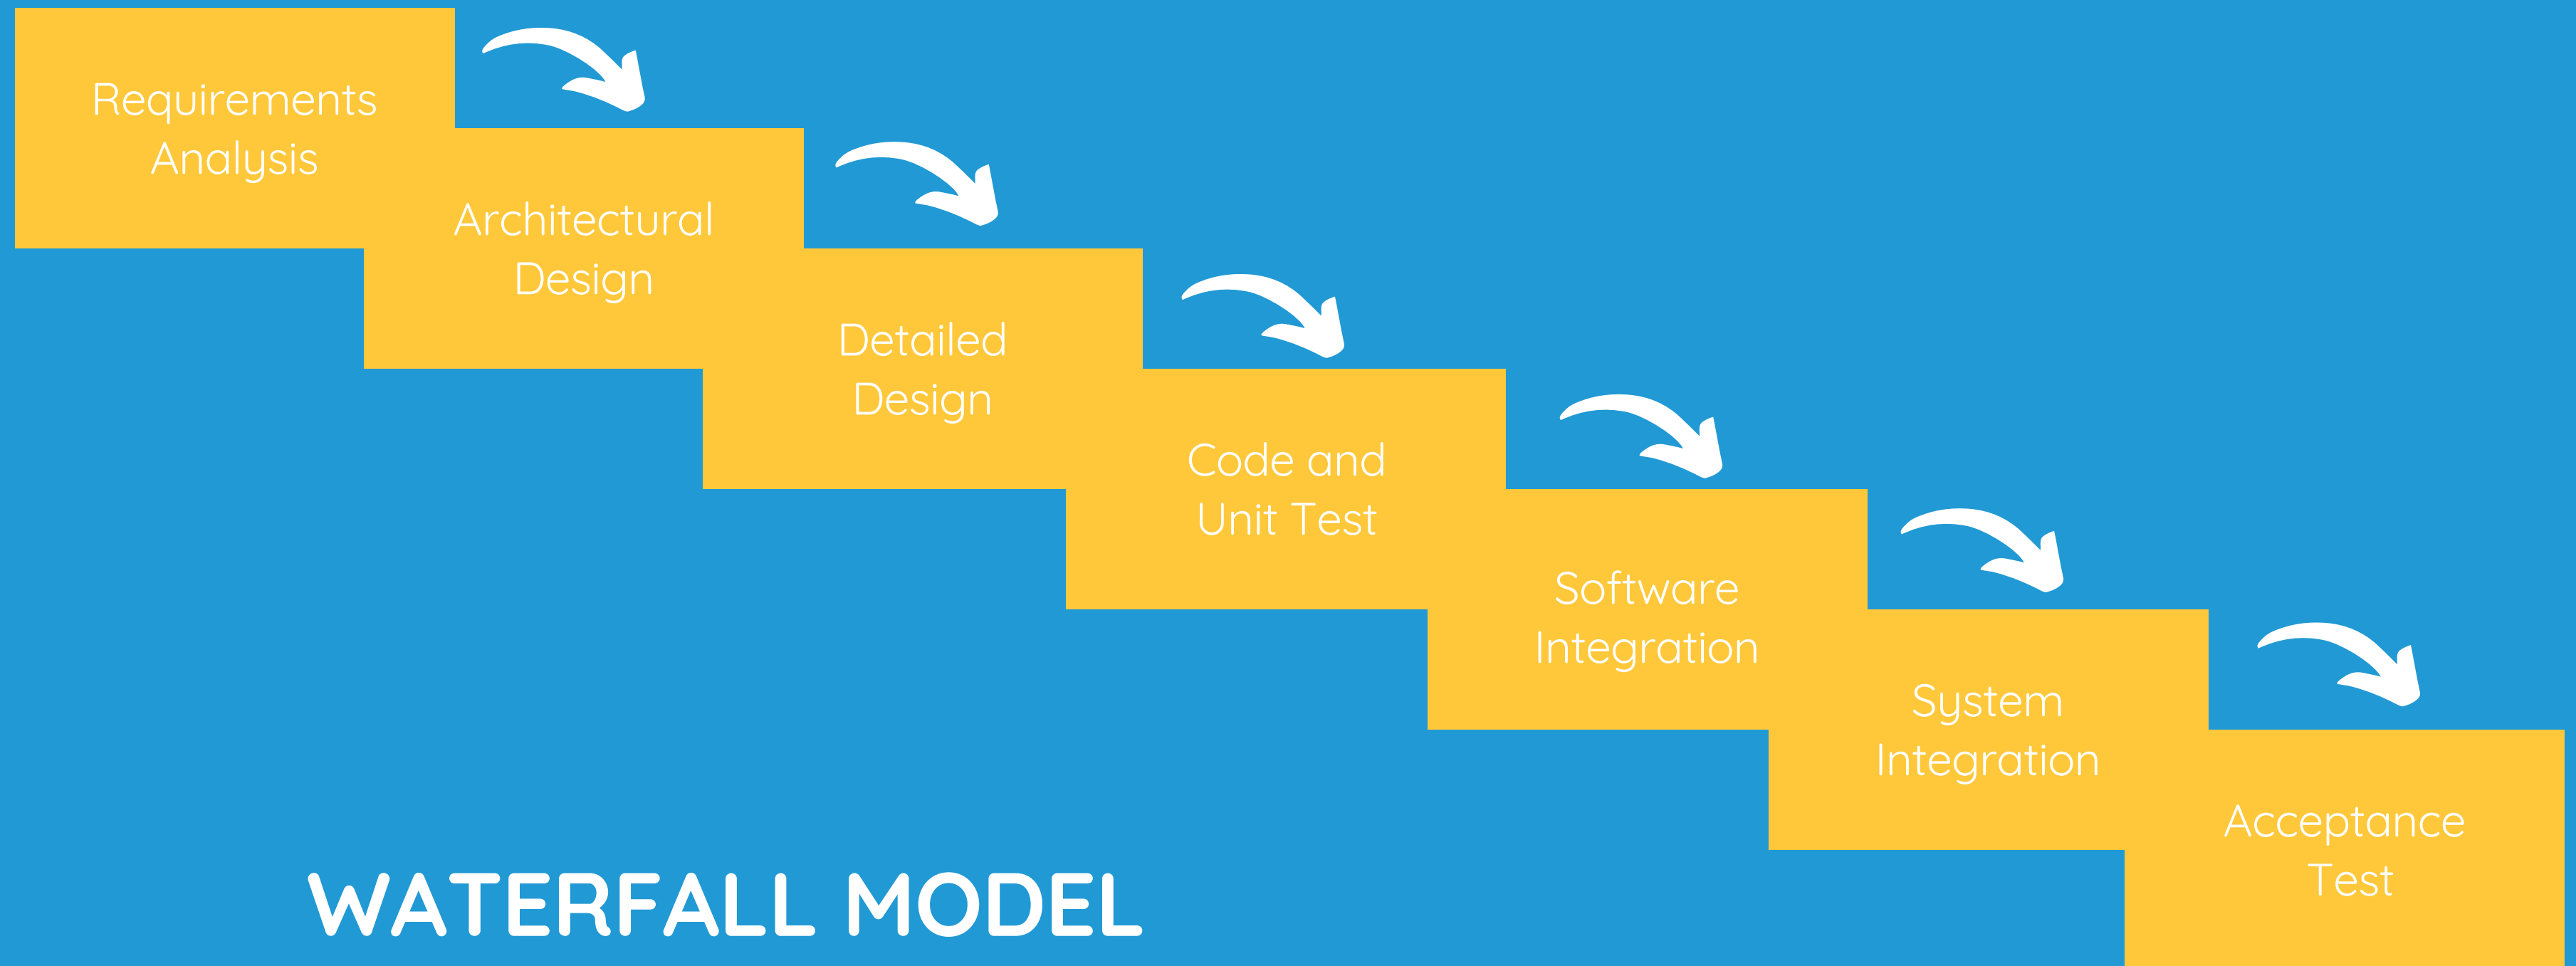 Requirements
Analysis
Architectural
Design
Detailed
Design
Code and
Unit Test
Software
Integration
System
Integration
Acceptance
Test
WATERFALL MODEL